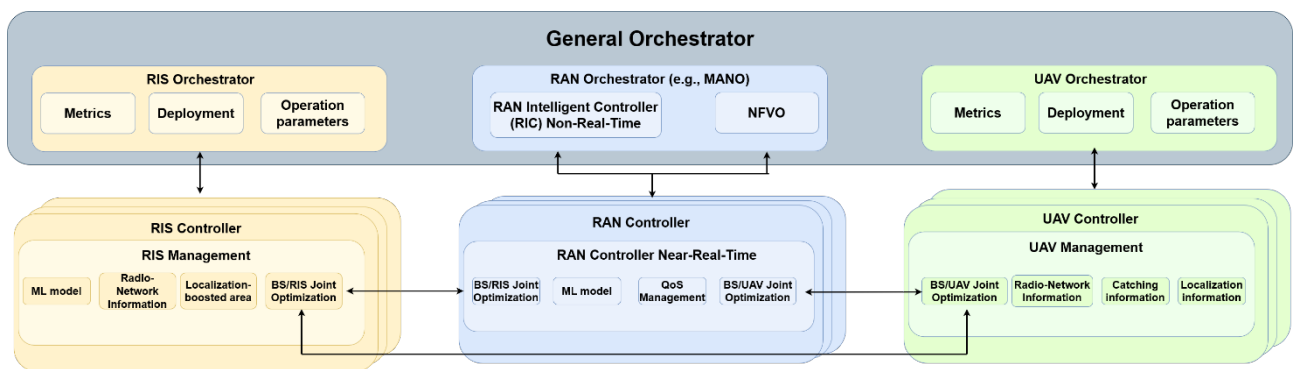 General Orchestrator
RIS Orchestrator
Metrics
Deployment
Operation
parameters
RAN Orchestrator (e.g., MANO)
RAN Intelligent Controller
(RIC) Non-Real-Time
NFVO
UAV Orchestrator
Metrics
Deployment
Operation
parameters
RIS Controller
RIS Management
ML model
Radio-
Network
Information
Localization-
boosted area
BS/RIS Joint
Optimization
RAN Controller
RAN Controller Near-Real-Time
BS/RIS Joint
Optimization
ML model
QoS
Management
BS/UAV Joint
Optimization
UAV Controller
UAV Management
BS/UAV Joint
Optimization
Radio-Network
Information
Catching
information
Localization
information